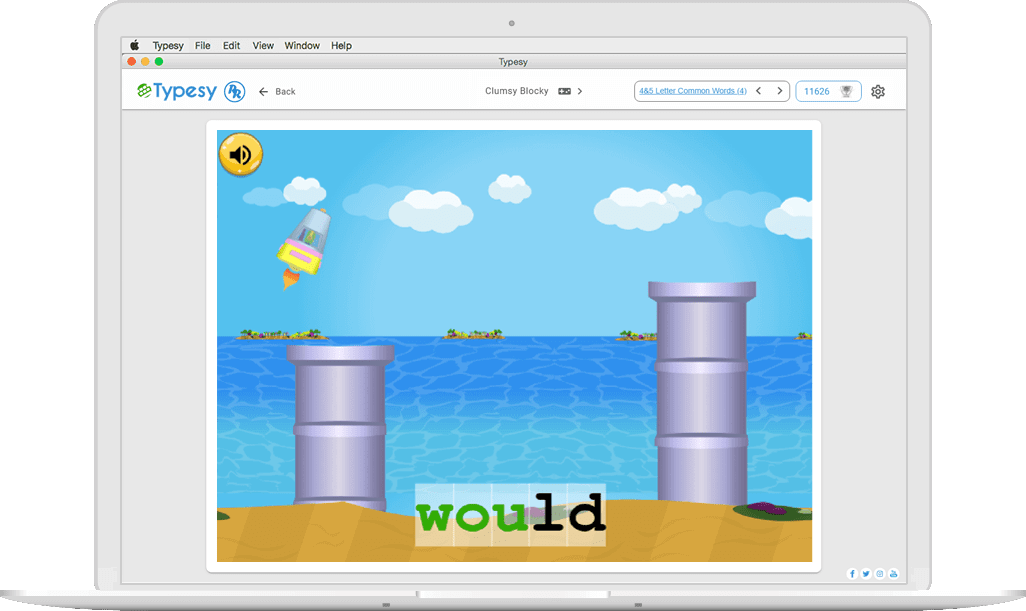 Typesy File Edit View Window Help
Typesy
Typesy Back Clumsy Blocky 4&5 Letter Common Words (4) 11626
would